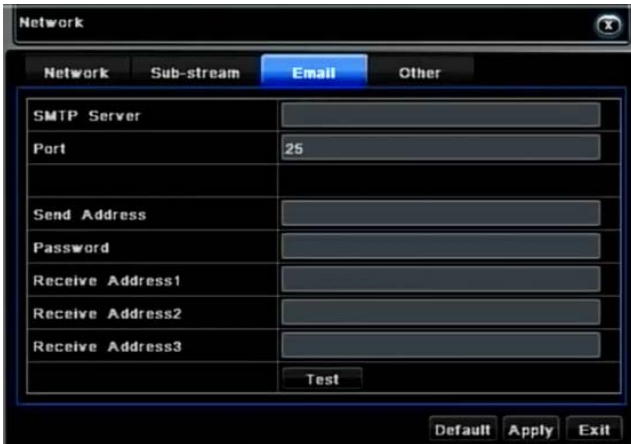 Network
X
Network Sub-stream Email Other
SMTP Server
Port 25
Send Address
Password
Receive Address1
Receive Address2
Receive Address3
Test
Default Apply Exit